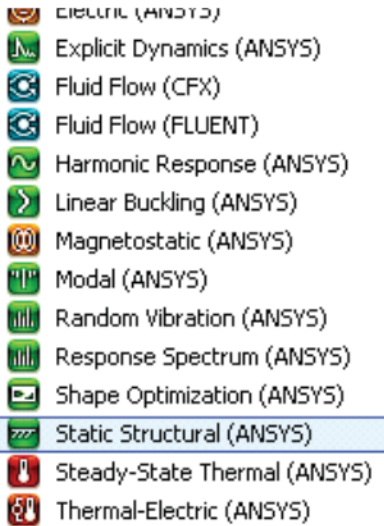 Electric (ANSYS)
Explicit Dynamics (ANSYS)
Fluid Flow (CFX)
Fluid Flow (FLUENT)
Harmonic Response (ANSYS)
Linear Buckling (ANSYS)
Magnetostatic (ANSYS)
Modal (ANSYS)
Random Vibration (ANSYS)
Response Spectrum (ANSYS)
Shape Optimization (ANSYS)
Static Structural (ANSYS)
Steady-State Thermal (ANSYS)
Thermal-Electric (ANSYS)